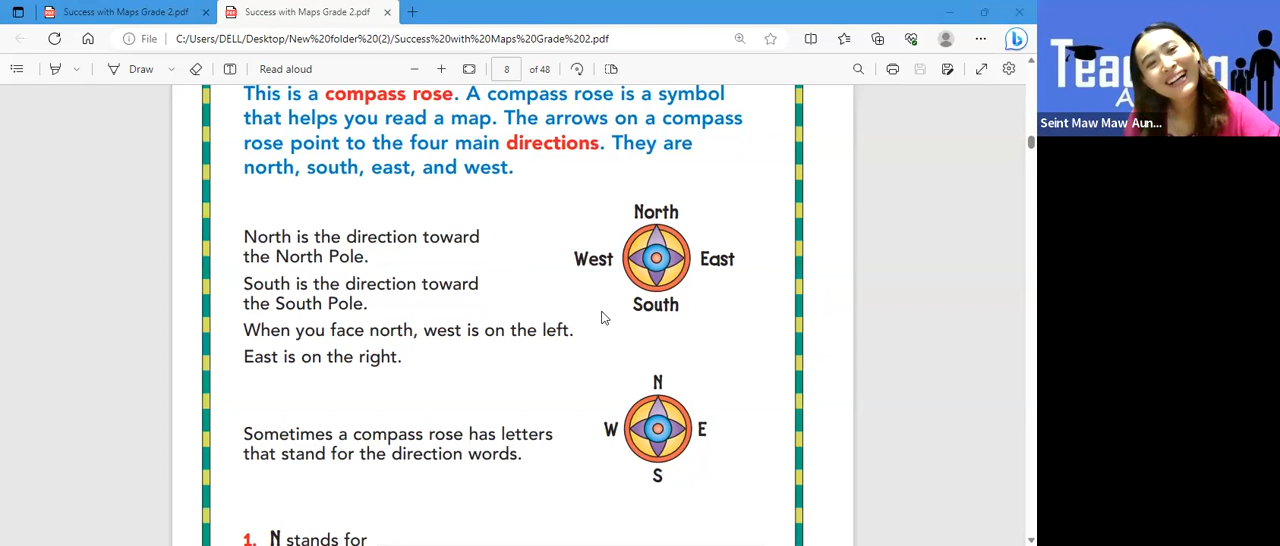 Success with Maps Grade 2.pdf
Success with Maps Grade 2.pdf
File
C:/Users/DELL/Desktop/New%20folder%20(2)/Success%20with%20Maps%20Grade%202.pdf
Draw
Read aloud
8
of 48
This is a compass rose. A compass rose is a symbol
that helps you read a map. The arrows on a compass
rose point to the four main directions. They are
north, south, east, and west.
North is the direction toward
the North Pole.
South is the direction toward
the South Pole.
When you face north, west is on the left.
East is on the right.
North
West
East
South
Sometimes a compass rose has letters
that stand for the direction words.
N
W
E
S
1. N stands for
Seint Maw Maw Aun...